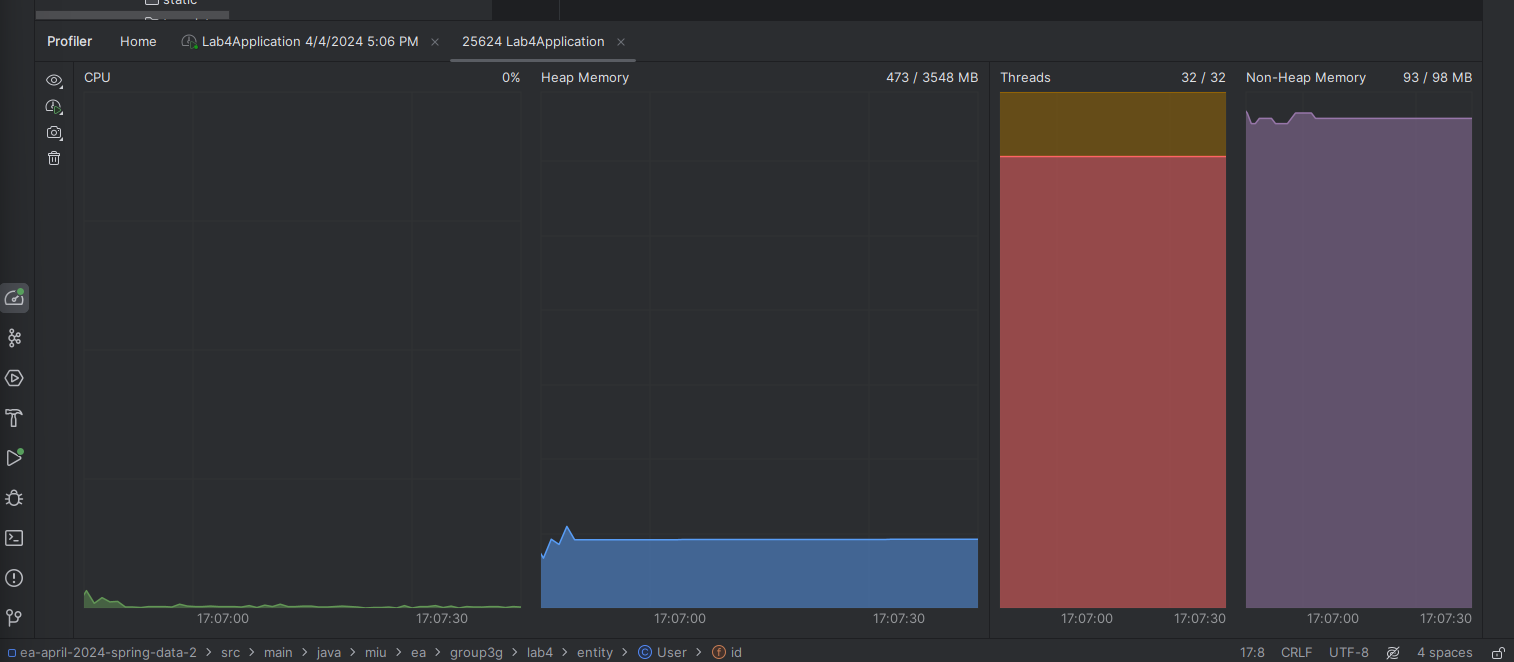 static
Profiler Home Lab4Application 4/4/2024 5:06 PM 25624 Lab4Application
CPU 0% Heap Memory 473 / 3548 MB Threads 32 / 32 Non-Heap Memory 93 / 98 MB
17:07:00 17:07:30 17:07:00 17:07:30 17:07:00 17:07:30 17:07:00 17:07:30
ea-april-2024-spring-data-2 > src > main > java > miu > ea > group3g > lab4 > entity > C User > f id 17:8 CRLF UTF-8 4 spaces